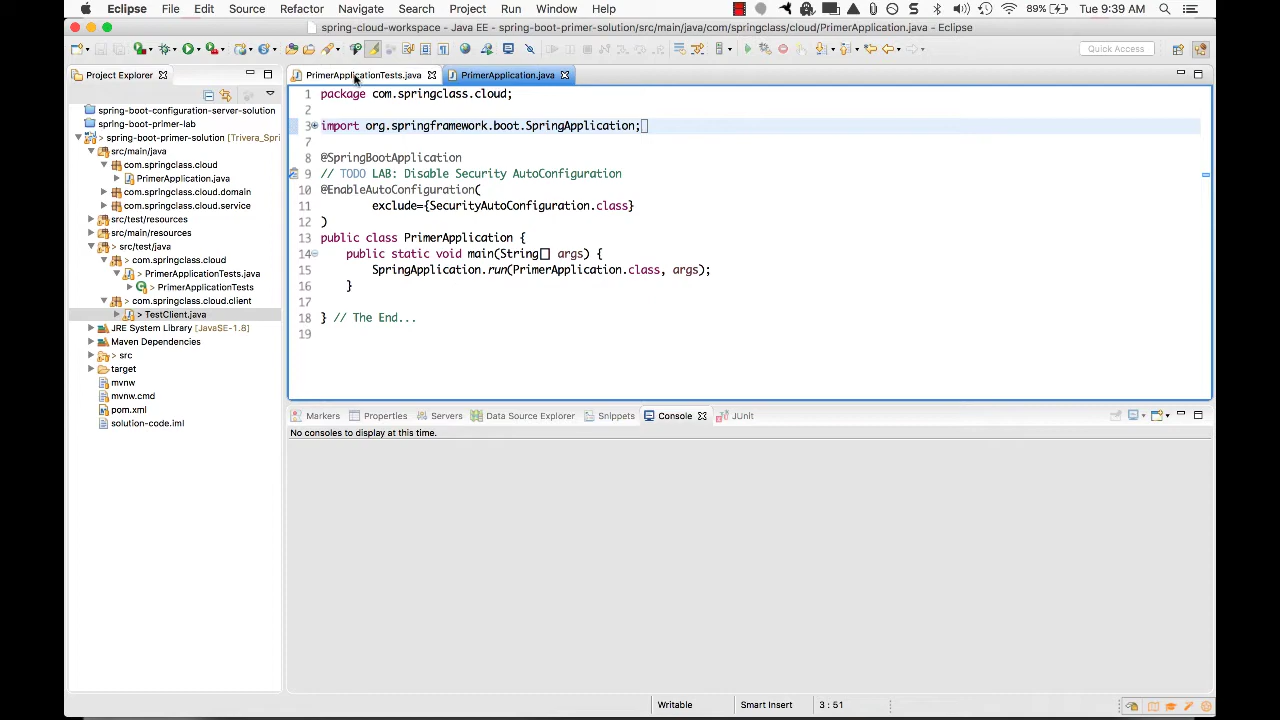 Eclipse File Edit Source Refactor Navigate Search Project Run Window Help 89% Tue 9:39 AM
spring-cloud-workspace - Java EE - spring-boot-primer-solution/src/main/java/com/springclass/cloud/PrimerApplication.java - Eclipse
Quick Access
Project Explorer
PrimerApplicationTests.java PrimerApplication.java
spring-boot-configuration-server-solution
spring-boot-primer-lab
> spring-boot-primer-solution [Trivera_Spri
src/main/java
com.springclass.cloud
PrimerApplication.java
com.springclass.cloud.domain
com.springclass.cloud.service
src/test/resources
src/main/resources
> src/test/java
com.springclass.cloud
PrimerApplicationTests.java
PrimerApplicationTests
> com.springclass.cloud.client
> TestClient.java
JRE System Library [JavaSE-1.8]
Maven Dependencies
> src
target
mvnw
mvnw.cmd
pom.xml
solution-code.iml
1 package com.springclass.cloud;
2
3 import org.springframework.boot.SpringApplication;
7
8 @SpringBootApplication
9 // TODO LAB: Disable Security AutoConfiguration
10 @EnableAutoConfiguration(
11 exclude={SecurityAutoConfiguration.class}
12 )
13 public class PrimerApplication {
14 public static void main(String[] args) {
15 SpringApplication.run(PrimerApplication.class, args);
16 }
17
18 } // The End...
19
Markers Properties Servers Data Source Explorer Snippets Console JUnit
No consoles to display at this time.
Writable Smart Insert 3 : 51